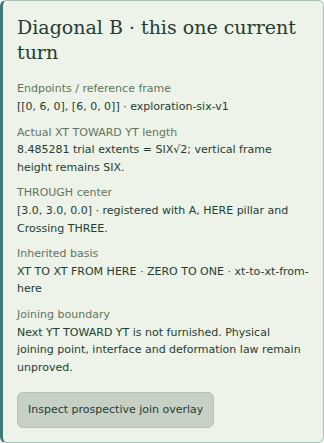 Diagonal B · this one current
turn
Endpoints / reference frame
[[0, 6, 0], [6, 0, 0]] · exploration-six-v1
Actual XT TOWARD YT length
8.485281 trial extents = SIX√2; vertical frame
height remains SIX.
THROUGH center
[3.0, 3.0, 0.0] · registered with A, HERE pillar and
Crossing THREE.
Inherited basis
XT TO XT FROM HERE · ZERO TO ONE · xt-to-xt-from-
here
Joining boundary
Next YT TOWARD YT is not furnished. Physical
joining point, interface and deformation law remain
unproved.
Inspect prospective join overlay